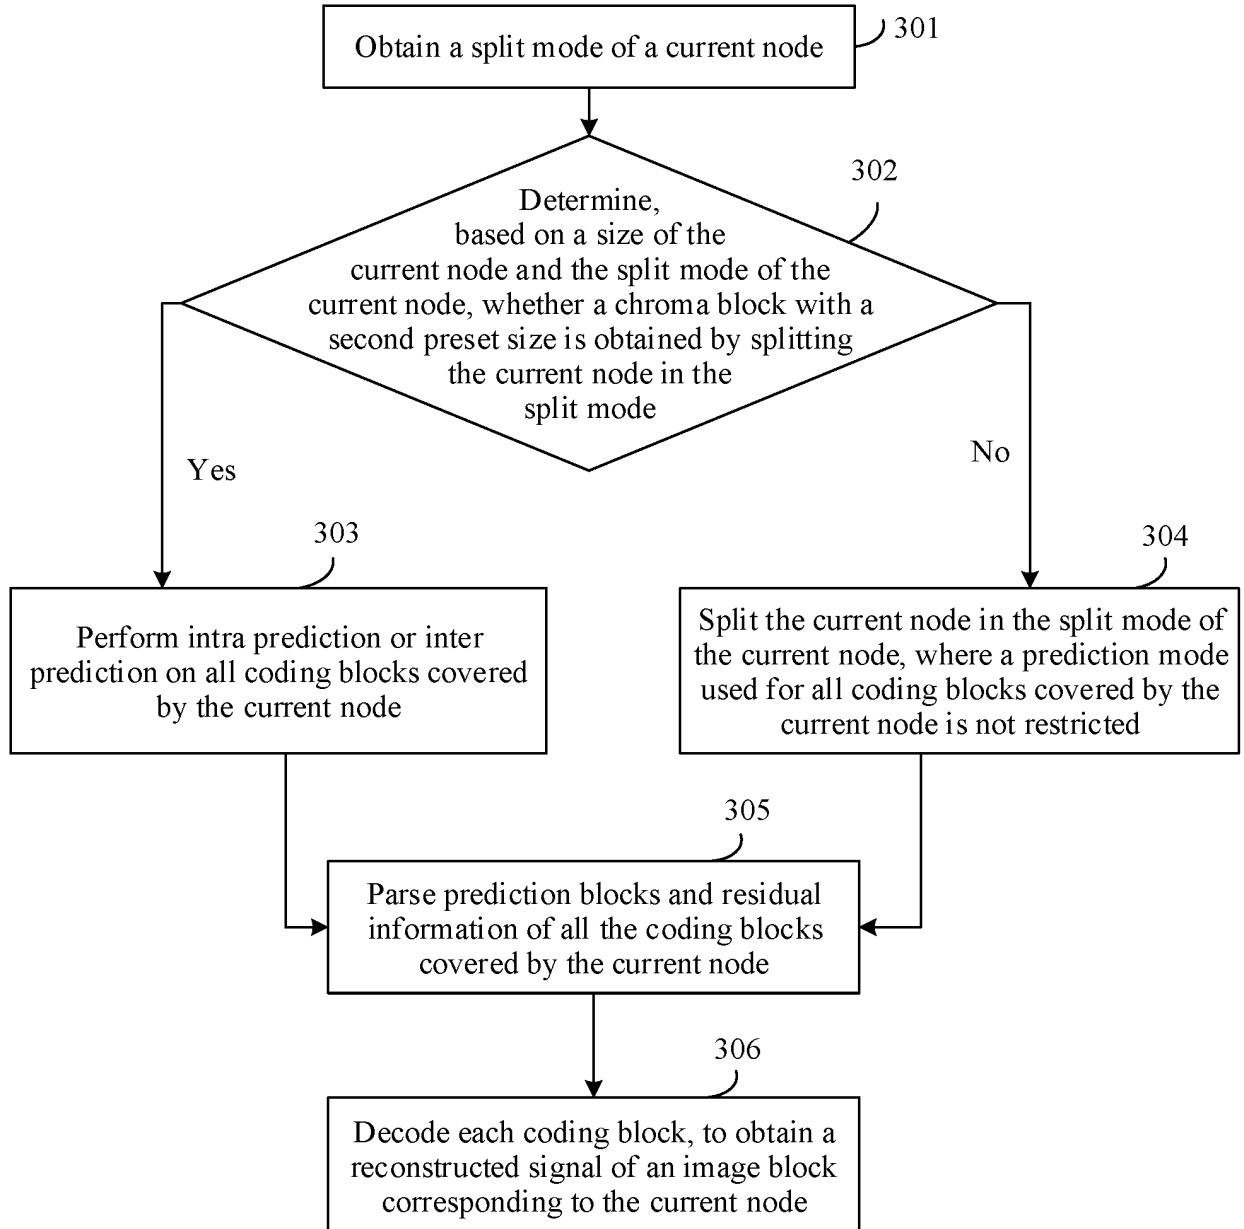 Obtain a split mode of a current node
301
302
Determine,
based on a size of the
current node and the split mode of the
current node, whether a chroma block with a
second preset size is obtained by splitting
the current node in the
split mode
Yes
No
303
Perform intra prediction or inter
prediction on all coding blocks covered
by the current node
304
Split the current node in the split mode of
the current node, where a prediction mode
used for all coding blocks covered by the
current node is not restricted
305
Parse prediction blocks and residual
information of all the coding blocks
covered by the current node
306
Decode each coding block, to obtain a
reconstructed signal of an image block
corresponding to the current node